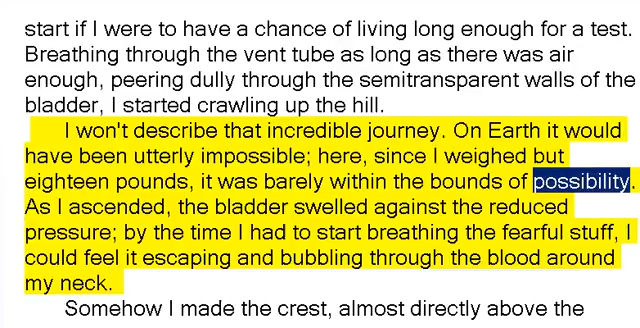 start if I were to have a chance of living long enough for a test.
Breathing through the vent tube as long as there was air
enough, peering dully through the semitransparent walls of the
bladder, I started crawling up the hill.
I won't describe that incredible journey. On Earth it would
have been utterly impossible; here, since I weighed but
eighteen pounds, it was barely within the bounds of possibility.
As I ascended, the bladder swelled against the reduced
pressure; by the time I had to start breathing the fearful stuff, I
could feel it escaping and bubbling through the blood around
my neck.
Somehow I made the crest, almost directly above the